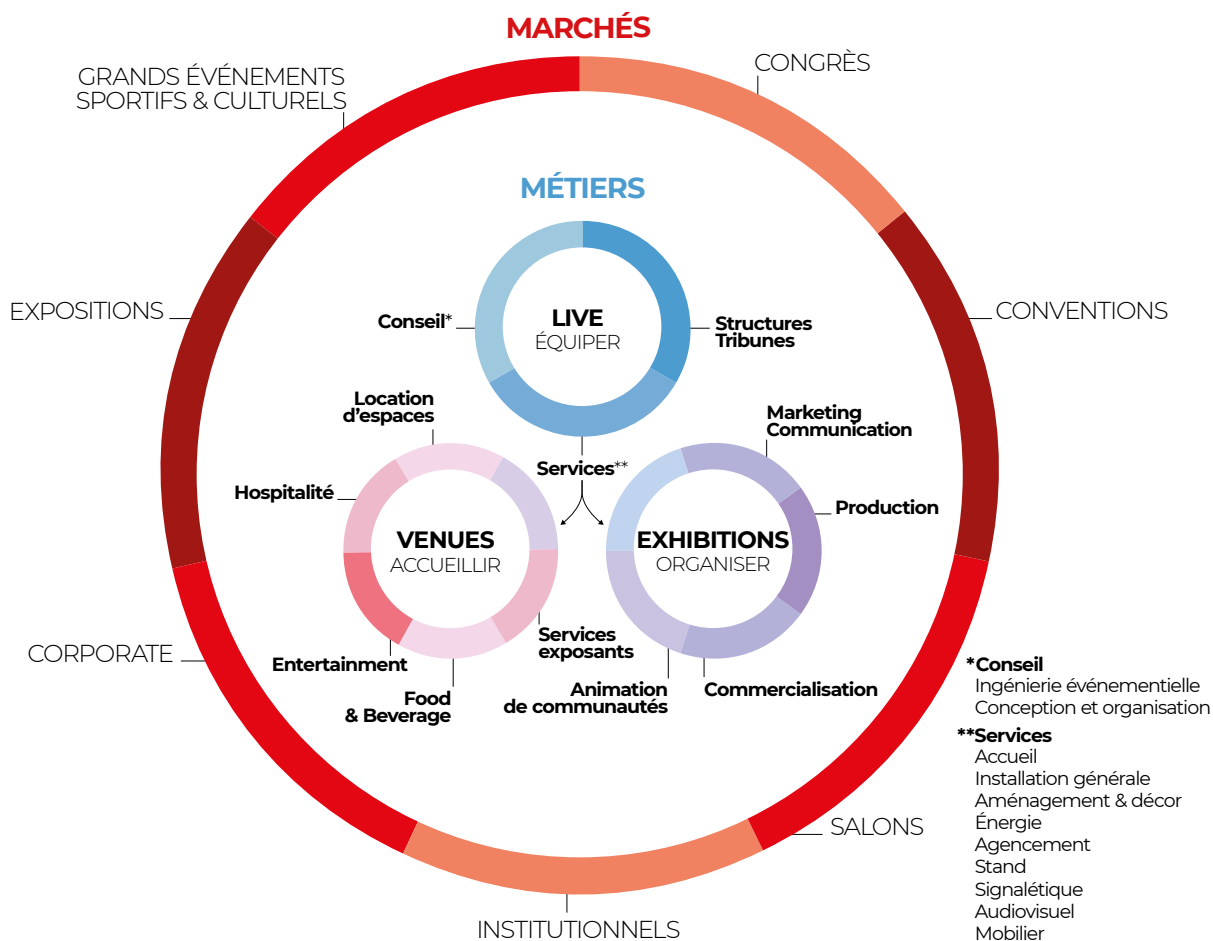 MARCHÉS
GRANDS ÉVÉNEMENTS
SPORTIFS & CULTURELS
CONGRÈS
MÉTIERS
EXPOSITIONS
CONVENTIONS
Conseil*
LIVE
ÉQUIPER
Structures
Tribunes
Location
d'espaces
Marketing
Communication
Services**
Hospitalité
Production
VENUES
ACCUEILLIR
EXHIBITIONS
ORGANISER
Services
exposants
Entertainment
Food
& Beverage
Animation
de communautés
Commercialisation
CORPORATE
SALONS
INSTITUTIONNELS
*Conseil
Ingénierie événementielle
Conception et organisation
**Services
Accueil
Installation générale
Aménagement & décor
Énergie
Agencement
Stand
Signalétique
Audiovisuel
Mobilier